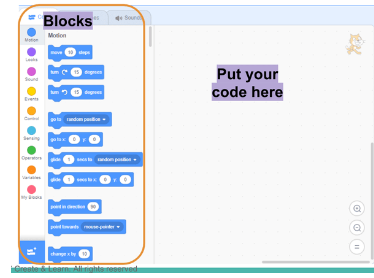 Blocks
Sounds
Motion
Motion
Looks
Sound
Events
Control
Sensing
Operators
Variables
My Blocks
move 10 steps
turn 15 degrees
turn 15 degrees
go to random position
go to x: 0 y: 0
glide 1 secs to random position
glide 1 secs to x: 0 y: 0
point in direction 90
point towards mouse-pointer
change x by 10
Put your
code here
Create & Learn. All rights reserved